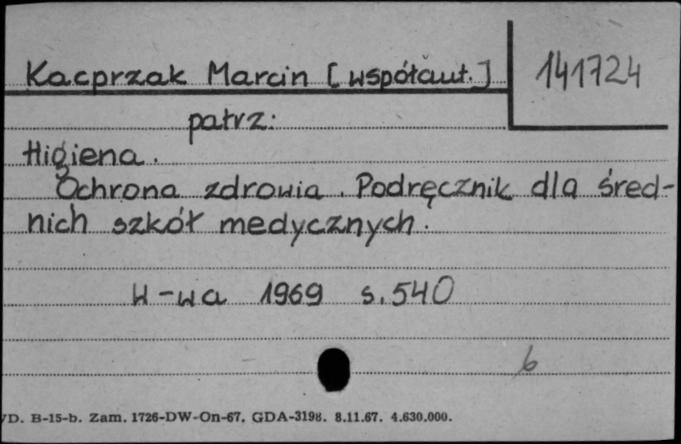 Kacprzak Marcin [współaut.] 141724
patrz:
Higiena.
Ochrona zdrowia. Podręcznik dla śred-
nich szkół medycznych.
W-wa 1969 s. 540
6
D. B-15-b. Zam. 1726-DW-On-67. GDA-3198. 8.11.67. 4.630.000.